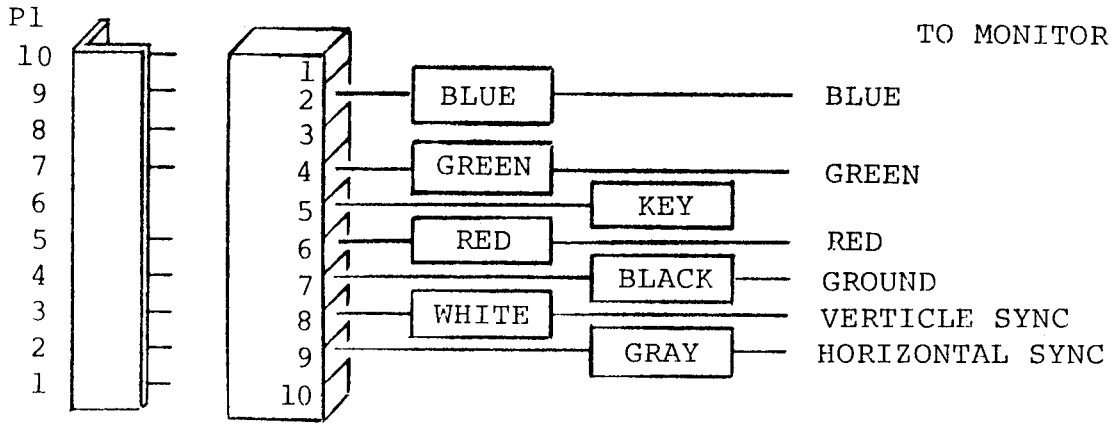 P1
TO MONITOR
10
9
8
7
6
5
4
3
2
1
1
2
3
4
5
6
7
8
9
10
BLUE
BLUE
GREEN
GREEN
KEY
RED
RED
BLACK
GROUND
WHITE
VERTICLE SYNC
GRAY
HORIZONTAL SYNC